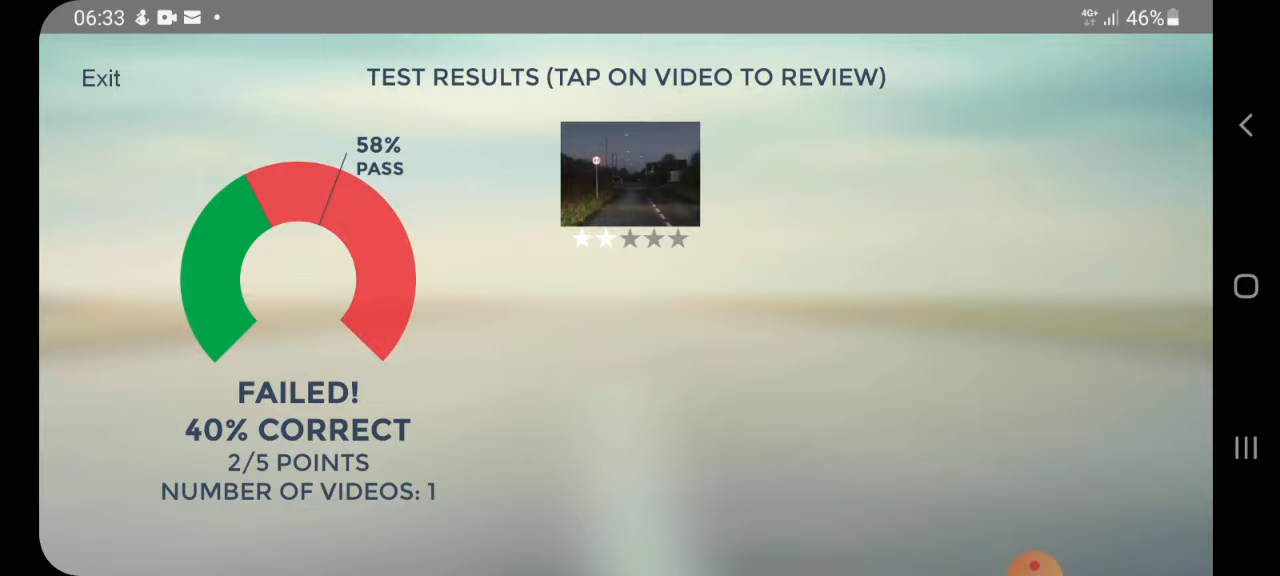 06:33
4G+
46%
Exit
TEST RESULTS (TAP ON VIDEO TO REVIEW)
58%
PASS
FAILED!
40% CORRECT
2/5 POINTS
NUMBER OF VIDEOS: 1